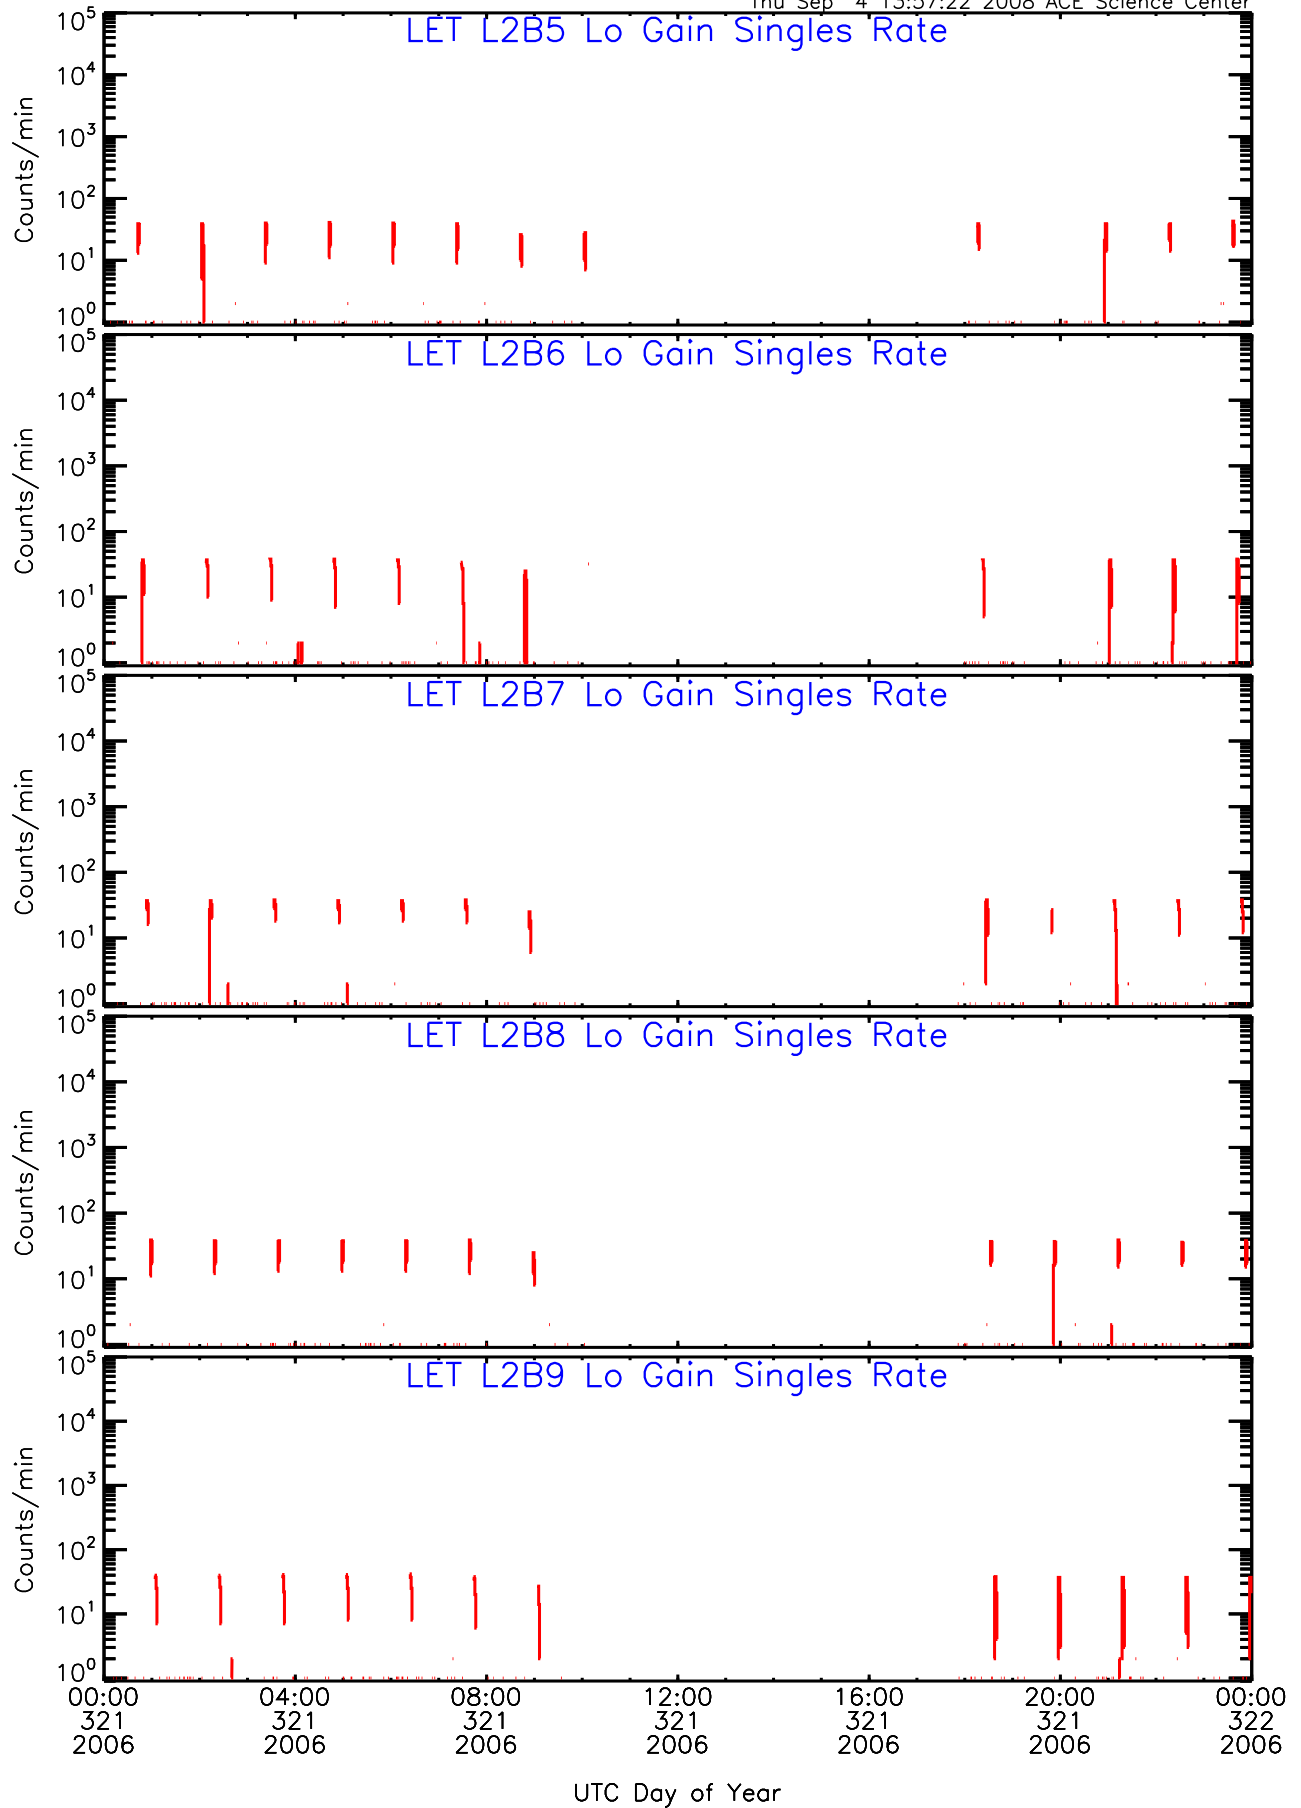 Thu Sep 4 13:57:22 2008 ACE Science Center
LET L2B5 Lo Gain Singles Rate
10^5
10^4
10^3
10^2
10^1
10^0
Counts/min
LET L2B6 Lo Gain Singles Rate
10^5
10^4
10^3
10^2
10^1
10^0
Counts/min
LET L2B7 Lo Gain Singles Rate
10^5
10^4
10^3
10^2
10^1
10^0
Counts/min
LET L2B8 Lo Gain Singles Rate
10^5
10^4
10^3
10^2
10^1
10^0
Counts/min
LET L2B9 Lo Gain Singles Rate
10^5
10^4
10^3
10^2
10^1
10^0
Counts/min
00:00 04:00 08:00 12:00 16:00 20:00 00:00
321 321 321 321 321 321 322
2006 2006 2006 2006 2006 2006 2006
UTC Day of Year